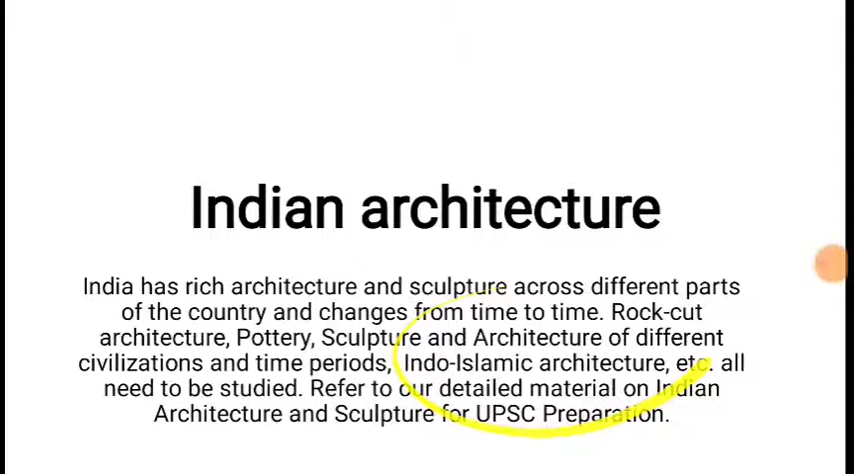 Indian architecture
India has rich architecture and sculpture across different parts
of the country and changes from time to time. Rock-cut
architecture, Pottery, Sculpture and Architecture of different
civilizations and time periods, Indo-Islamic architecture, etc. all
need to be studied. Refer to our detailed material on Indian
Architecture and Sculpture for UPSC Preparation.